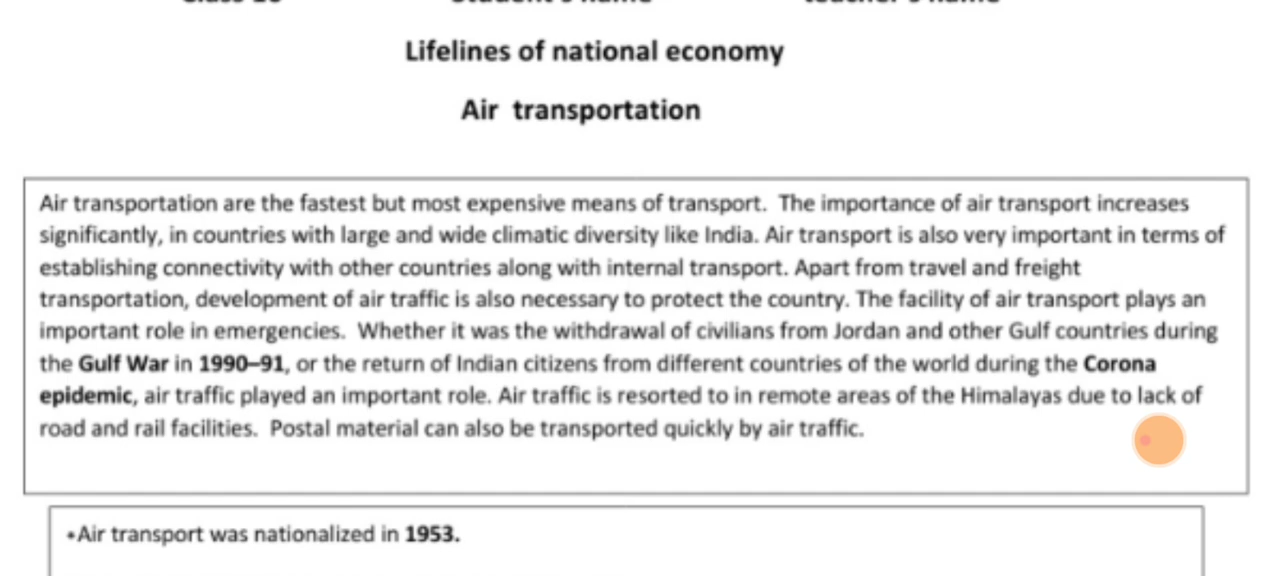 Lifelines of national economy
Air transportation
Air transportation are the fastest but most expensive means of transport. The importance of air transport increases
significantly, in countries with large and wide climatic diversity like India. Air transport is also very important in terms of
establishing connectivity with other countries along with internal transport. Apart from travel and freight
transportation, development of air traffic is also necessary to protect the country. The facility of air transport plays an
important role in emergencies. Whether it was the withdrawal of civilians from Jordan and other Gulf countries during
the Gulf War in 1990–91, or the return of Indian citizens from different countries of the world during the Corona
epidemic, air traffic played an important role. Air traffic is resorted to in remote areas of the Himalayas due to lack of
road and rail facilities. Postal material can also be transported quickly by air traffic.
•Air transport was nationalized in 1953.